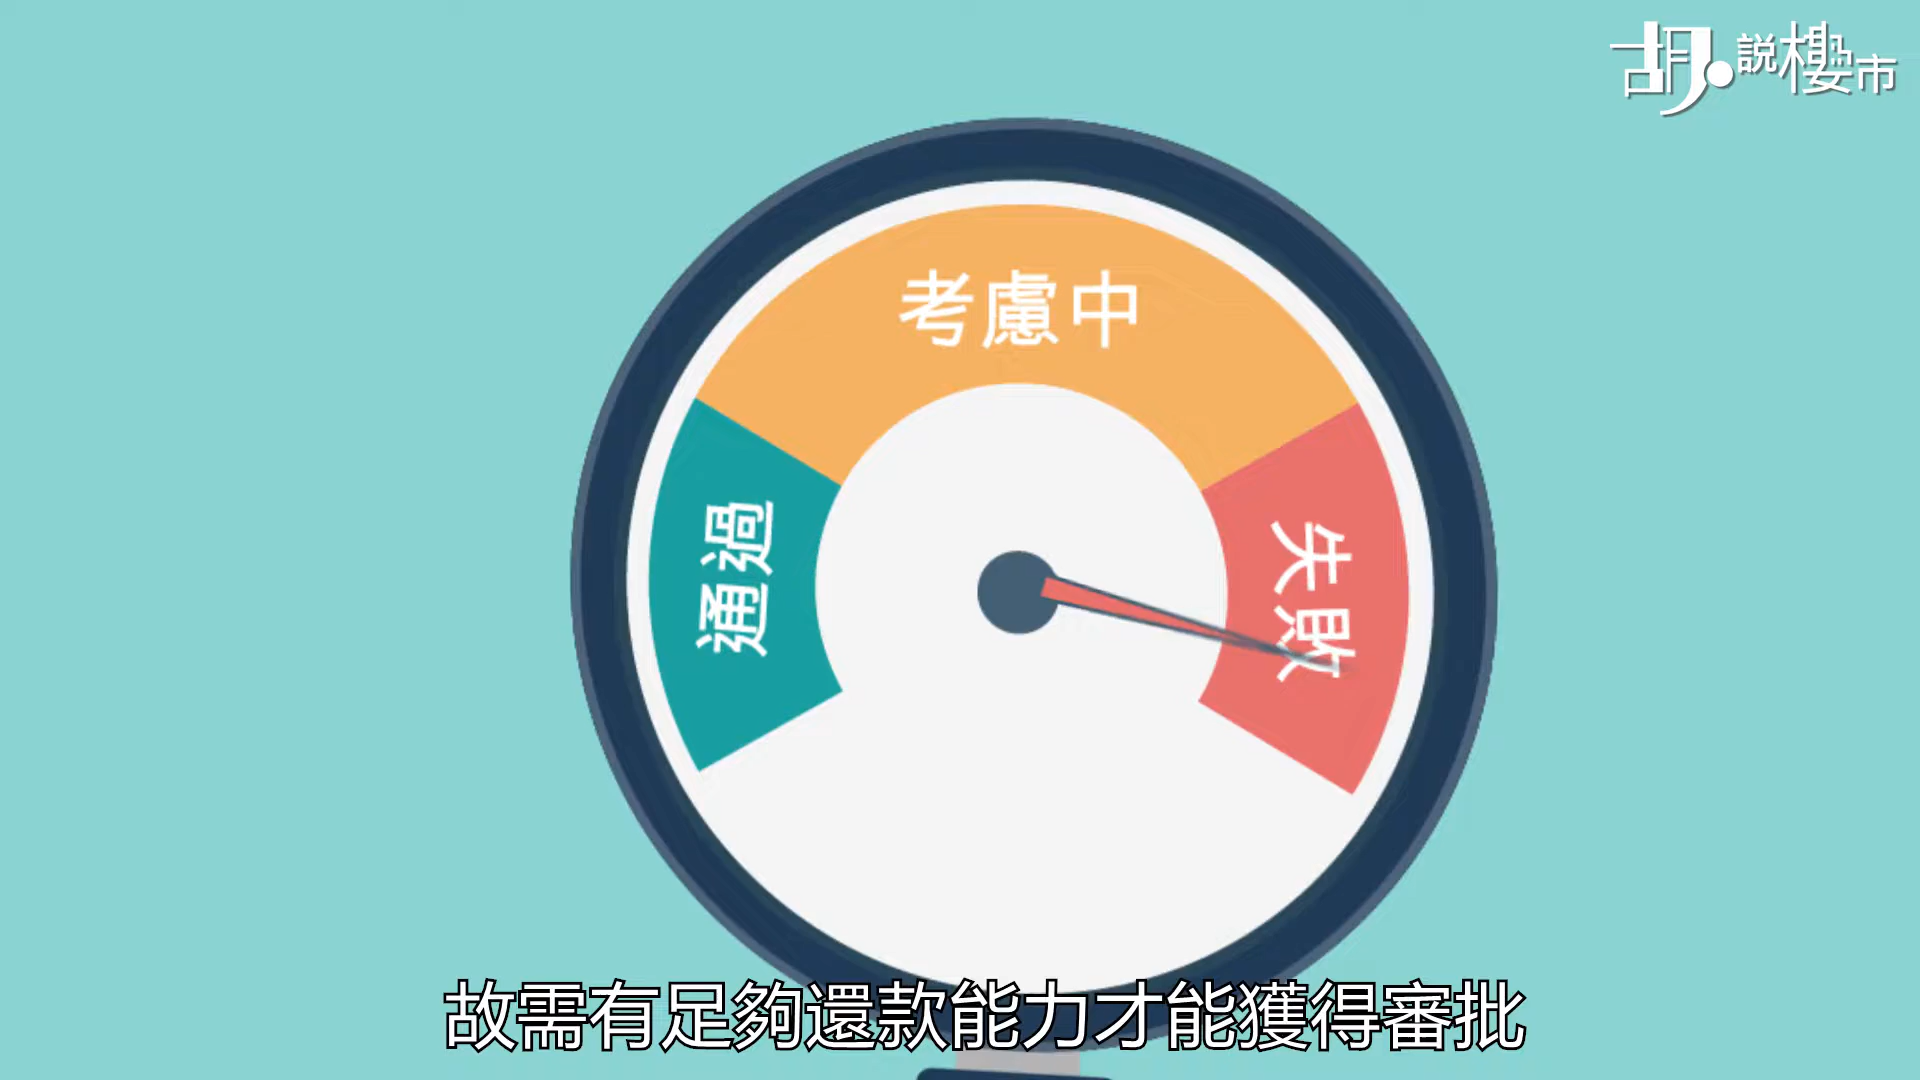 胡.說樓市
考慮中
通過
失敗
故需有足夠還款能力才能獲得審批